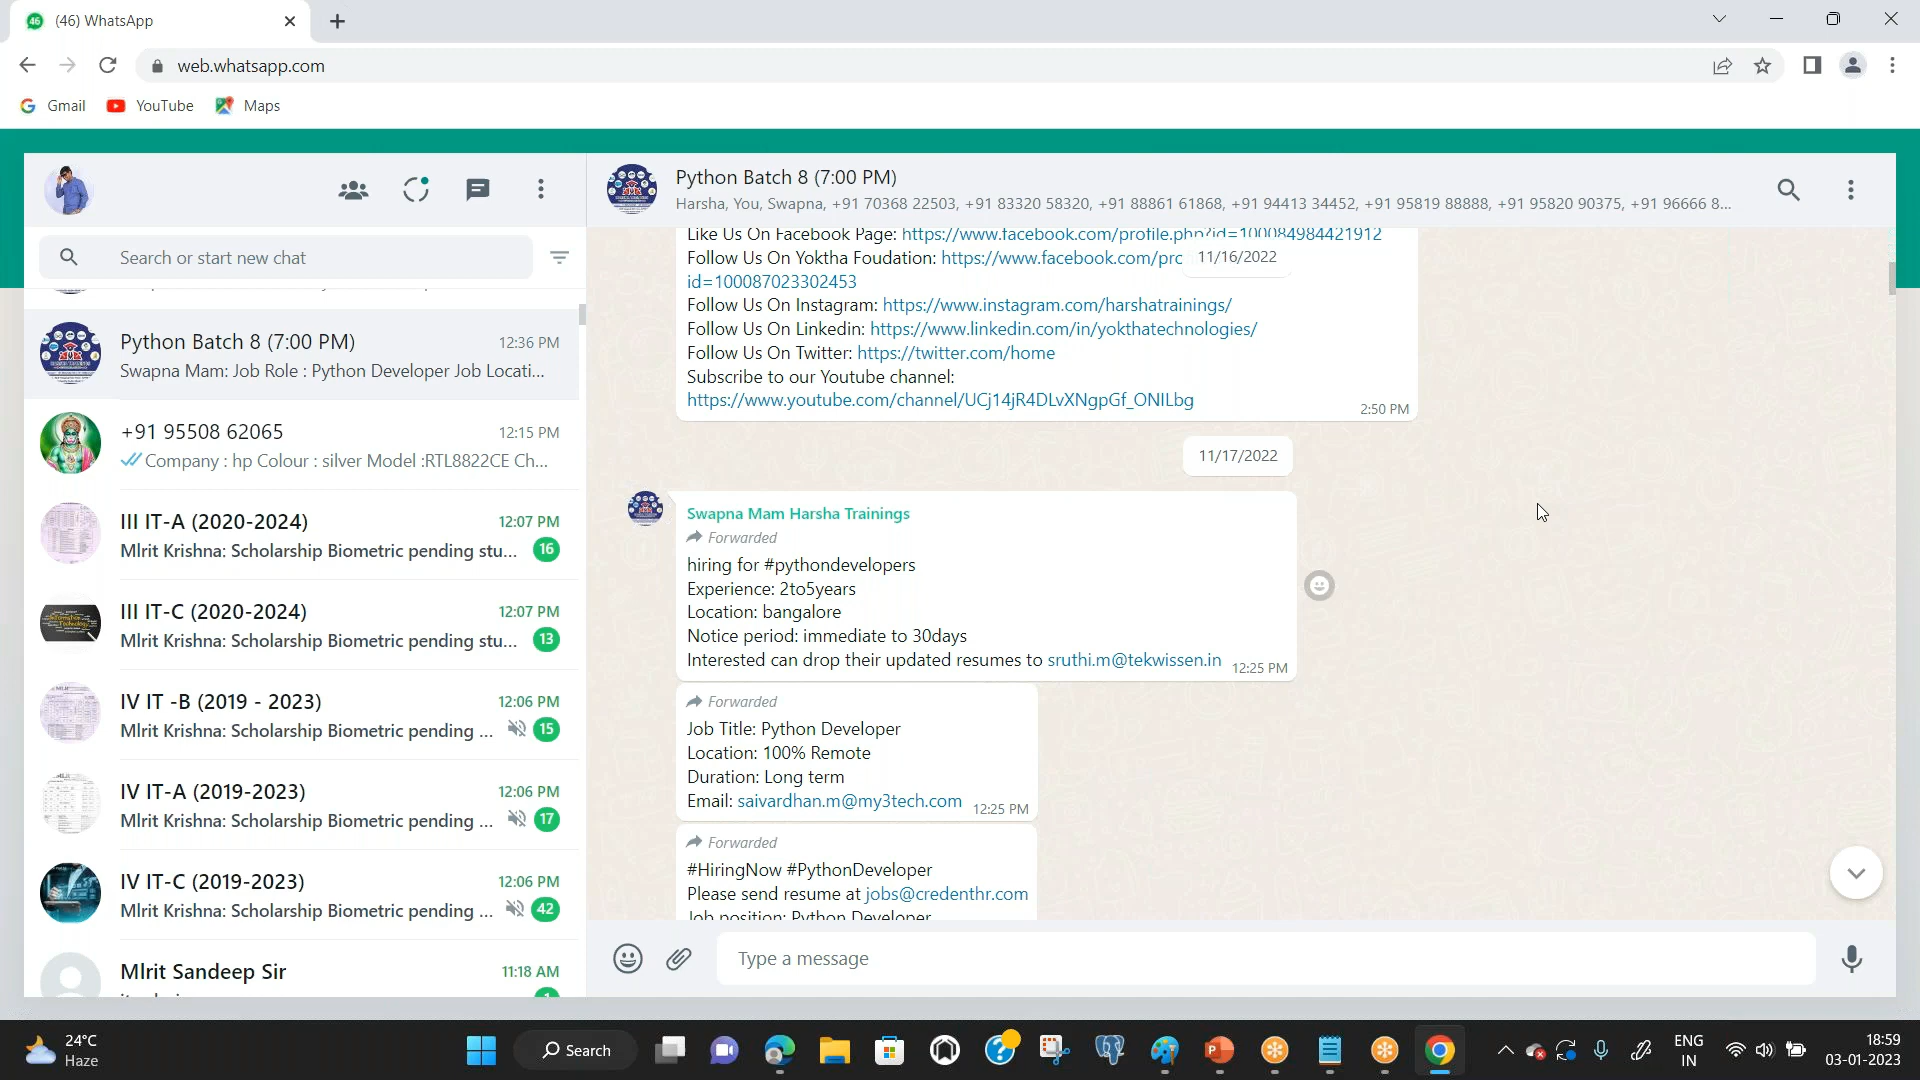 (46) WhatsApp
web.whatsapp.com
Gmail
YouTube
Maps
Search or start new chat
Python Batch 8 (7:00 PM)
12:36 PM
Swapna Mam: Job Role : Python Developer Job Locati...
+91 95508 62065
12:15 PM
Company : hp Colour : silver Model :RTL8822CE Ch...
III IT-A (2020-2024)
12:07 PM
Mlrit Krishna: Scholarship Biometric pending stu...
16
III IT-C (2020-2024)
12:07 PM
Mlrit Krishna: Scholarship Biometric pending stu...
13
IV IT -B (2019 - 2023)
12:06 PM
Mlrit Krishna: Scholarship Biometric pending ...
15
IV IT-A (2019-2023)
12:06 PM
Mlrit Krishna: Scholarship Biometric pending ...
17
IV IT-C (2019-2023)
12:06 PM
Mlrit Krishna: Scholarship Biometric pending ...
42
Mlrit Sandeep Sir
11:18 AM
Python Batch 8 (7:00 PM)
Harsha, You, Swapna, +91 70368 22503, +91 83320 58320, +91 88861 61868, +91 94413 34452, +91 95819 88888, +91 95820 90375, +91 96666 8...
Like Us On Facebook Page: https://www.facebook.com/profile.php?id=100084984421912
Follow Us On Yoktha Foudation: https://www.facebook.com/prc
11/16/2022
id=100087023302453
Follow Us On Instagram: https://www.instagram.com/harshatrainings/
Follow Us On Linkedin: https://www.linkedin.com/in/yokthatechnologies/
Follow Us On Twitter: https://twitter.com/home
Subscribe to our Youtube channel:
https://www.youtube.com/channel/UCj14jR4DLvXNgpGf_ONILbg
2:50 PM
11/17/2022
Swapna Mam Harsha Trainings
Forwarded
hiring for #pythondevelopers
Experience: 2to5years
Location: bangalore
Notice period: immediate to 30days
Interested can drop their updated resumes to sruthi.m@tekwissen.in
12:25 PM
Forwarded
Job Title: Python Developer
Location: 100% Remote
Duration: Long term
Email: saivardhan.m@my3tech.com
12:25 PM
Forwarded
#HiringNow #PythonDeveloper
Please send resume at jobs@credenthr.com
Job position: Python Developer
Type a message
24°C
Haze
Search
ENG
IN
18:59
03-01-2023